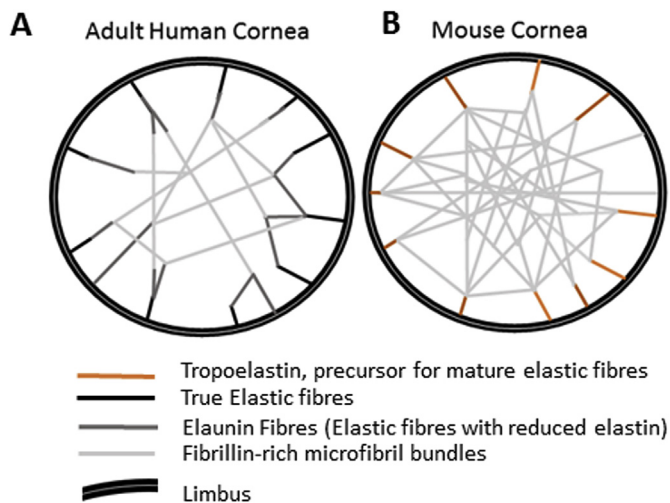 A
Adult Human Cornea
B
Mouse Cornea
Tropoelastin, precursor for mature elastic fibres
True Elastic fibres
Elaunin Fibres (Elastic fibres with reduced elastin)
Fibrillin-rich microfibril bundles
Limbus